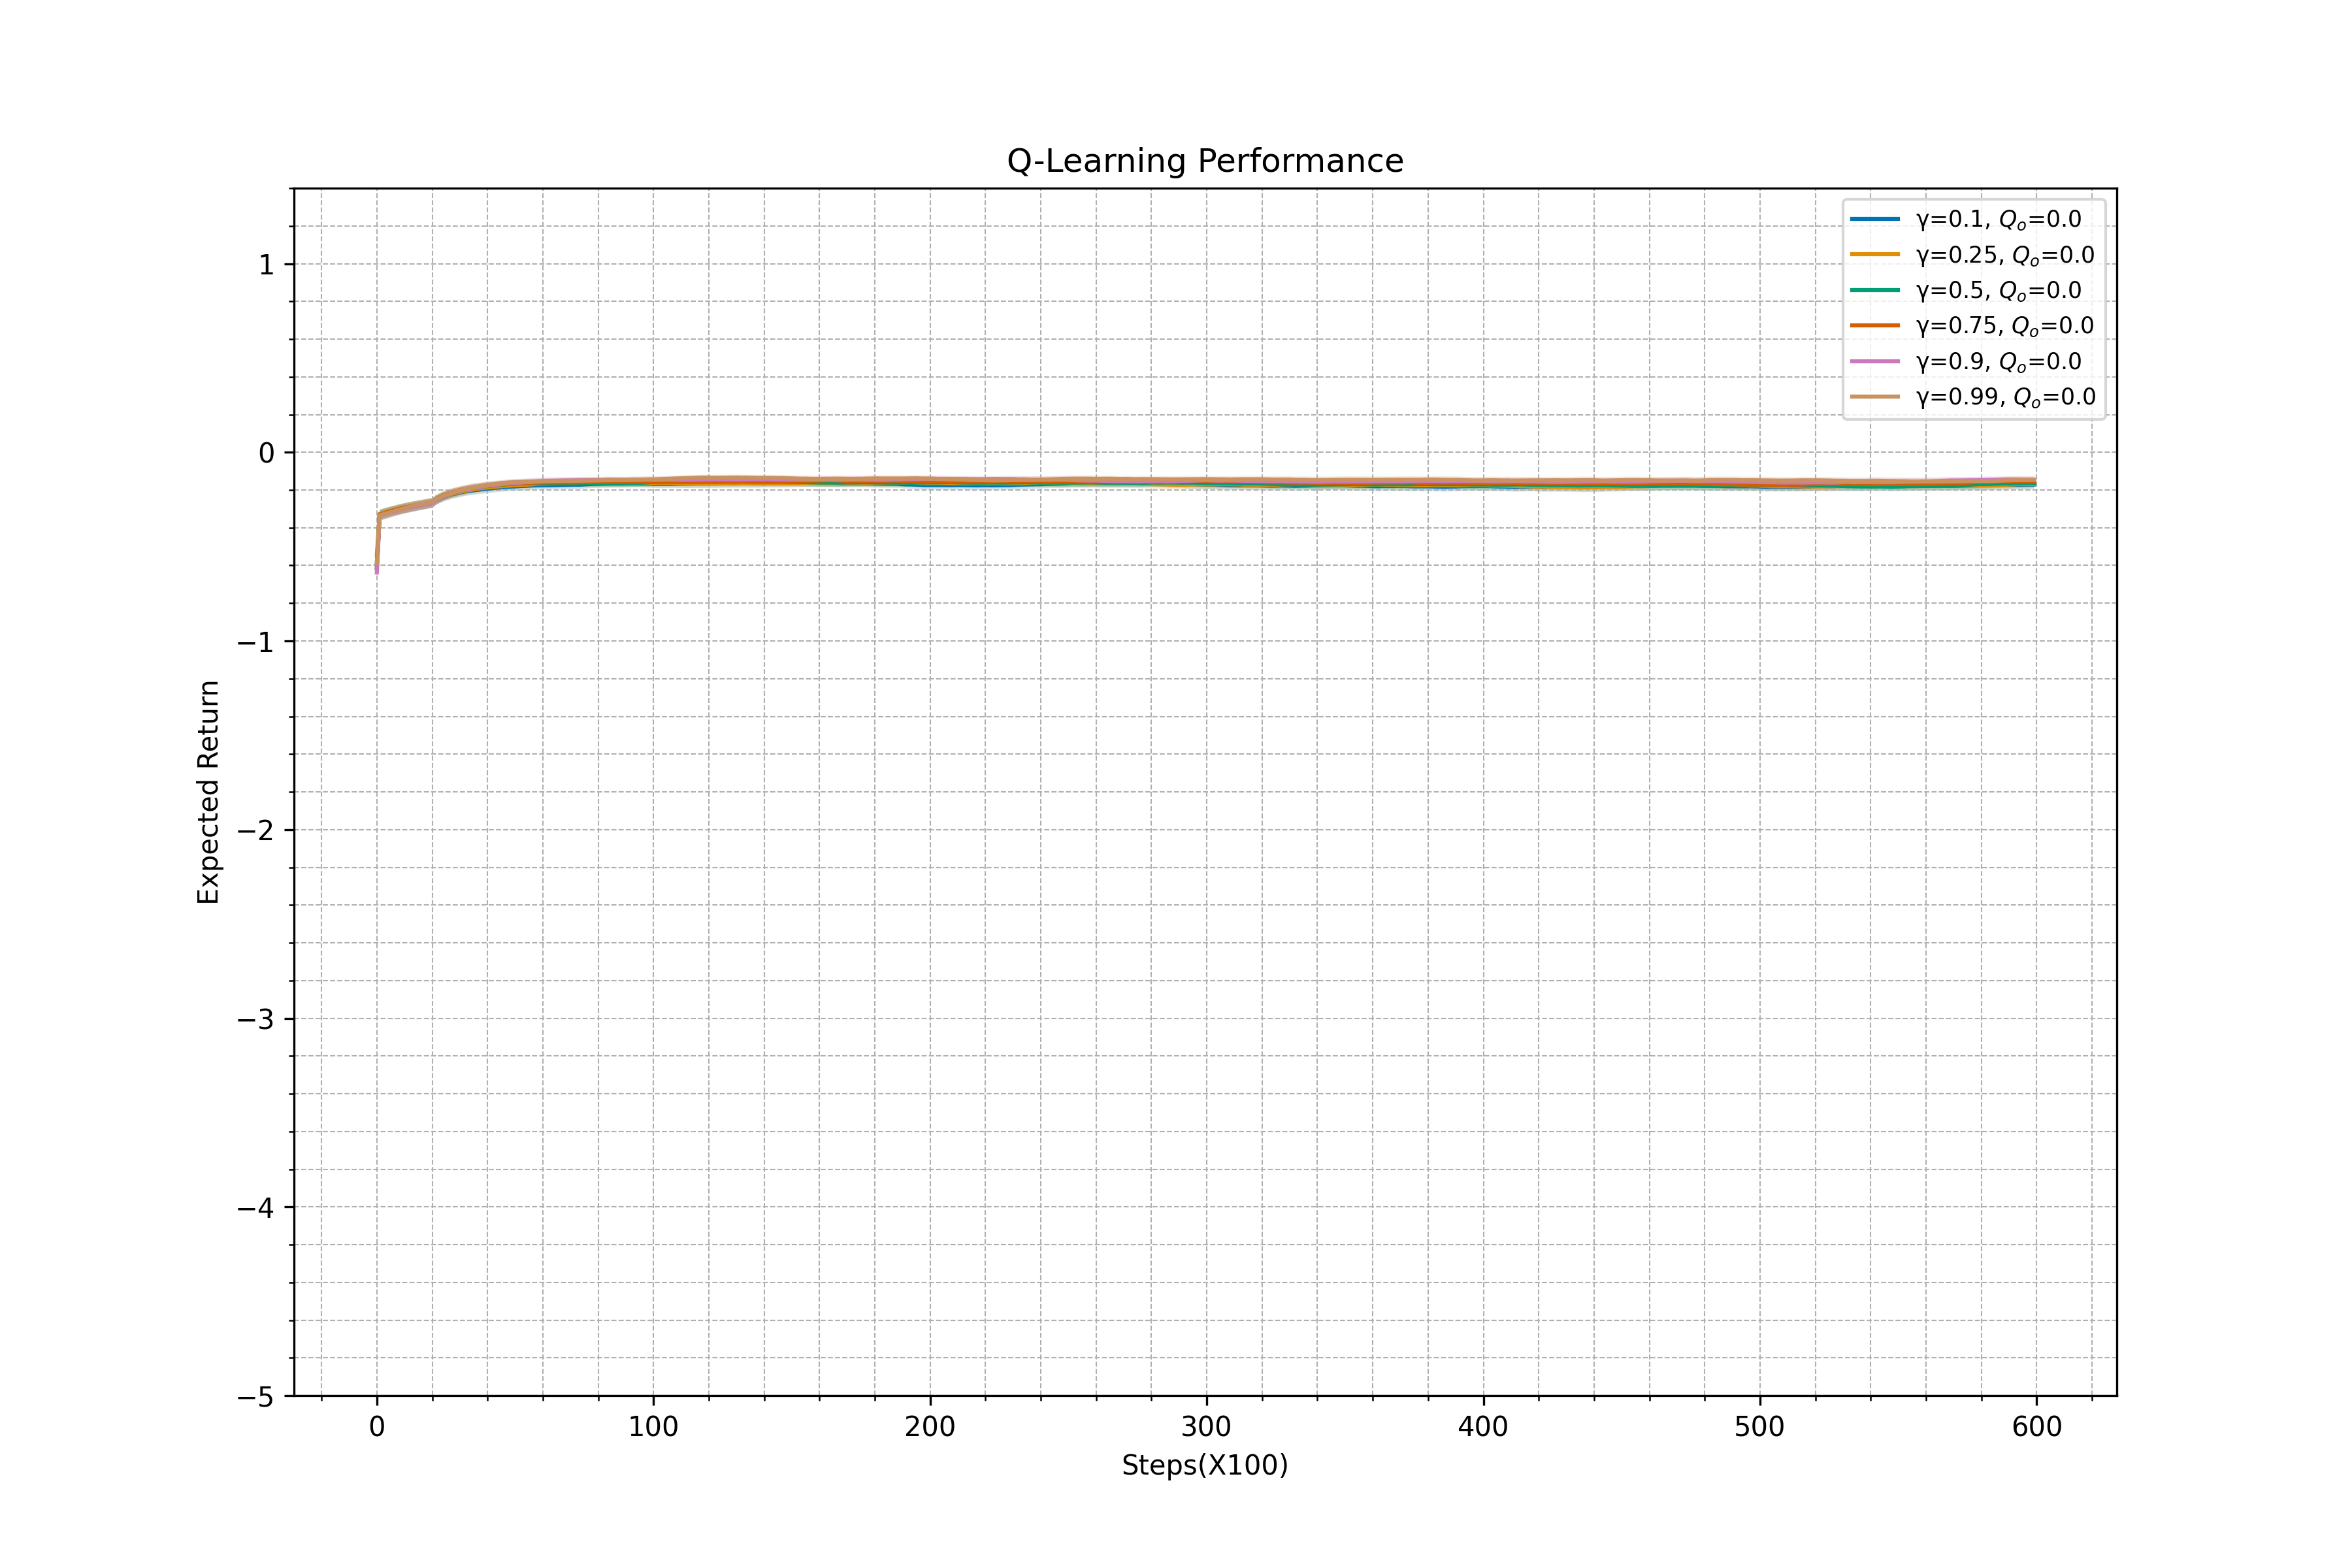 Q-Learning Performance
γ=0.1, Qₒ=0.0
γ=0.25, Qₒ=0.0
γ=0.5, Qₒ=0.0
γ=0.75, Qₒ=0.0
γ=0.9, Qₒ=0.0
γ=0.99, Qₒ=0.0
Expected Return
1
0
−1
−2
−3
−4
−5
0 100 200 300 400 500 600
Steps(X100)